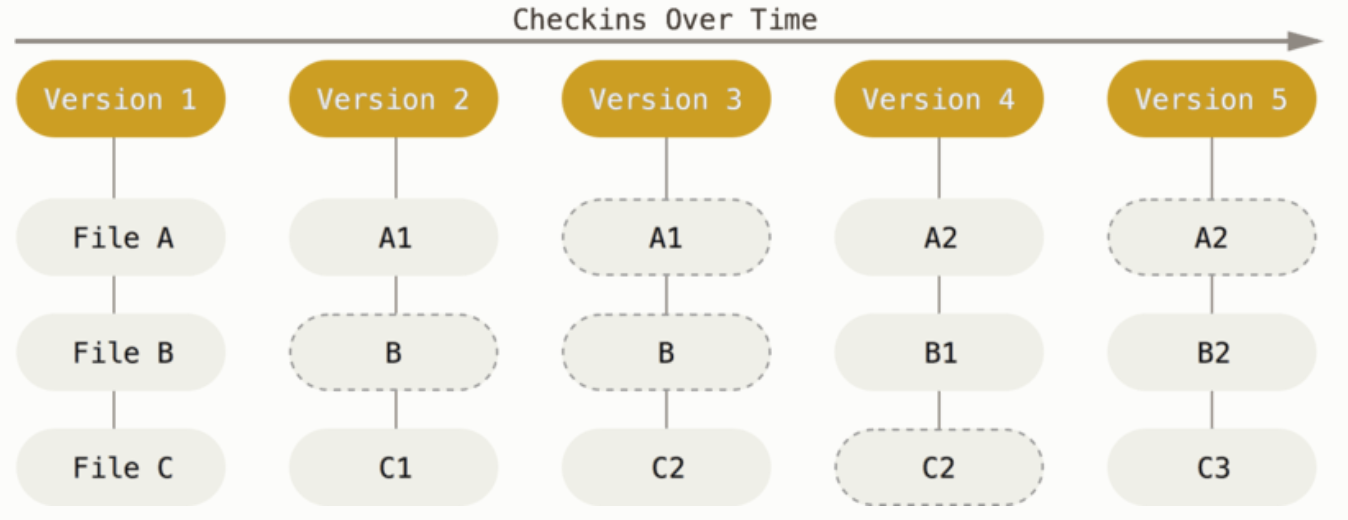 Checkins Over Time
Version 1 Version 2 Version 3 Version 4 Version 5
File A A1 A1 A2 A2
File B B B B1 B2
File C C1 C2 C2 C3